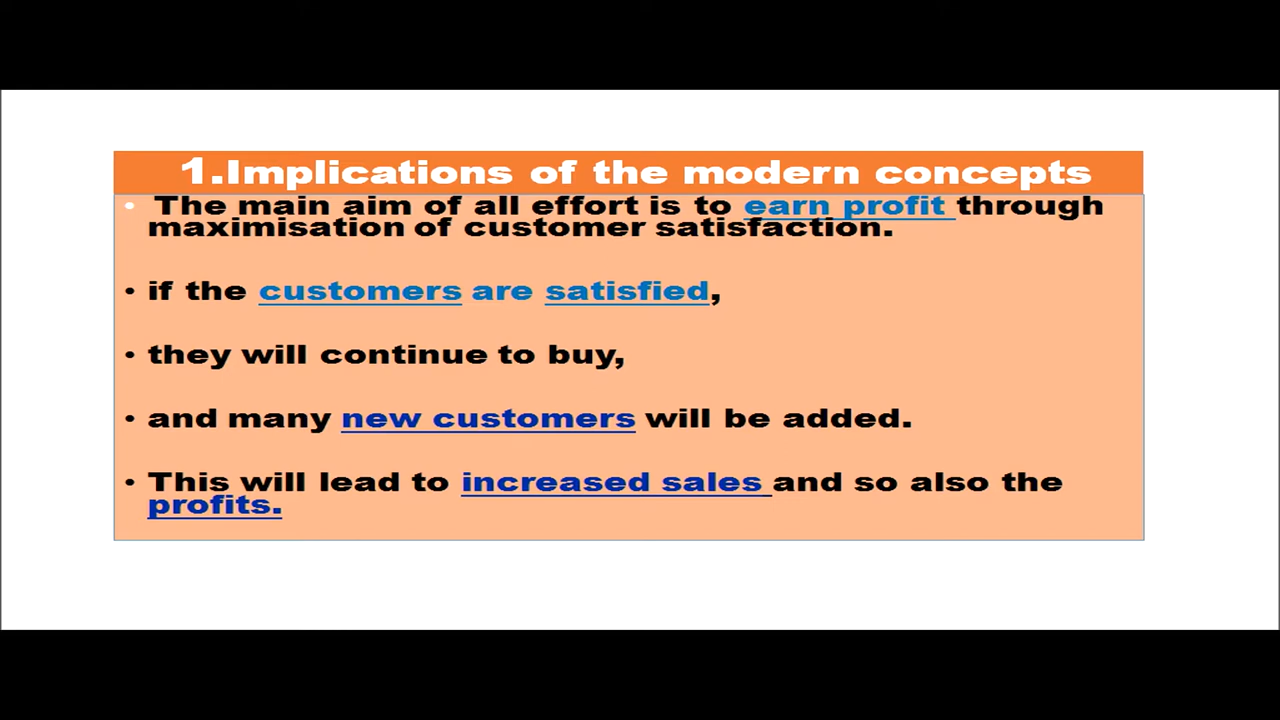 1.Implications of the modern concepts
• The main aim of all effort is to earn profit through
maximisation of customer satisfaction.
• if the customers are satisfied,
• they will continue to buy,
• and many new customers will be added.
• This will lead to increased sales and so also the
profits.